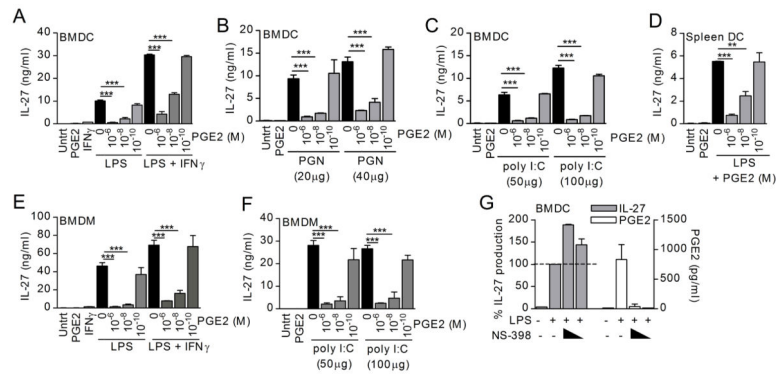 A
BMDC
IL-27 (ng/ml)
40
30
20
10
0
***
***
***
***
Untrt
PGE2
IFNγ
0
10⁻⁶
10⁻⁸
10⁻¹⁰
0
10⁻⁶
10⁻⁸
10⁻¹⁰
PGE2 (M)
LPS
LPS + IFNγ
B
BMDC
IL-27 (ng/ml)
20
15
10
5
0
***
***
***
***
Untrt
PGE2
0
10⁻⁶
10⁻⁸
10⁻¹⁰
0
10⁻⁶
10⁻⁸
10⁻¹⁰
PGE2 (M)
PGN
(20µg)
PGN
(40µg)
C
BMDC
IL-27 (ng/ml)
20
15
10
5
0
***
***
***
***
Untrt
PGE2
0
10⁻⁶
10⁻⁸
10⁻¹⁰
0
10⁻⁶
10⁻⁸
10⁻¹⁰
PGE2 (M)
poly I:C
(50µg)
poly I:C
(100µg)
D
Spleen DC
IL-27 (ng/ml)
8
6
4
2
0
**
***
Untrt
PGE2
0
10⁻⁶
10⁻⁸
10⁻¹⁰
LPS
+ PGE2 (M)
E
BMDM
IL-27 (ng/ml)
100
80
60
40
20
0
***
***
***
***
Untrt
PGE2
IFNγ
0
10⁻⁶
10⁻⁸
10⁻¹⁰
0
10⁻⁶
10⁻⁸
10⁻¹⁰
PGE2 (M)
LPS
LPS + IFNγ
F
BMDM
IL-27 (ng/ml)
40
30
20
10
0
***
***
***
***
Untrt
PGE2
0
10⁻⁶
10⁻⁸
10⁻¹⁰
0
10⁻⁶
10⁻⁸
10⁻¹⁰
PGE2 (M)
poly I:C
(50µg)
poly I:C
(100µg)
G
BMDC
IL-27
PGE2
% IL-27 production
200
150
100
50
0
1500
1000
500
0
PGE2
(pg/ml)
LPS - + + + - + + +
NS-398 - - - -